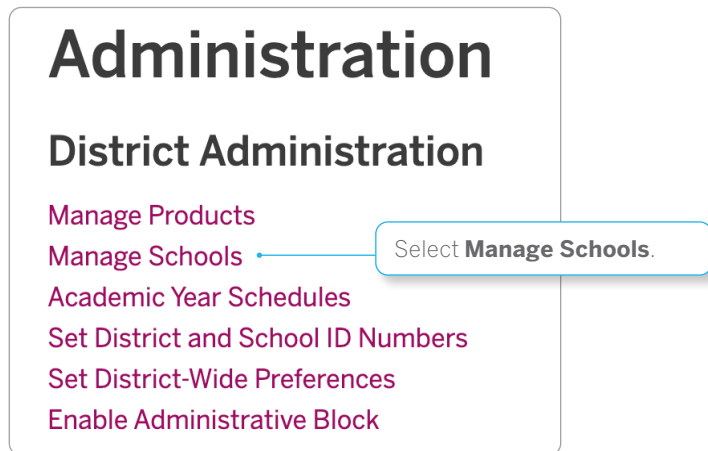 Administration
District Administration
Manage Products
Manage Schools
Select Manage Schools.
Academic Year Schedules
Set District and School ID Numbers
Set District-Wide Preferences
Enable Administrative Block